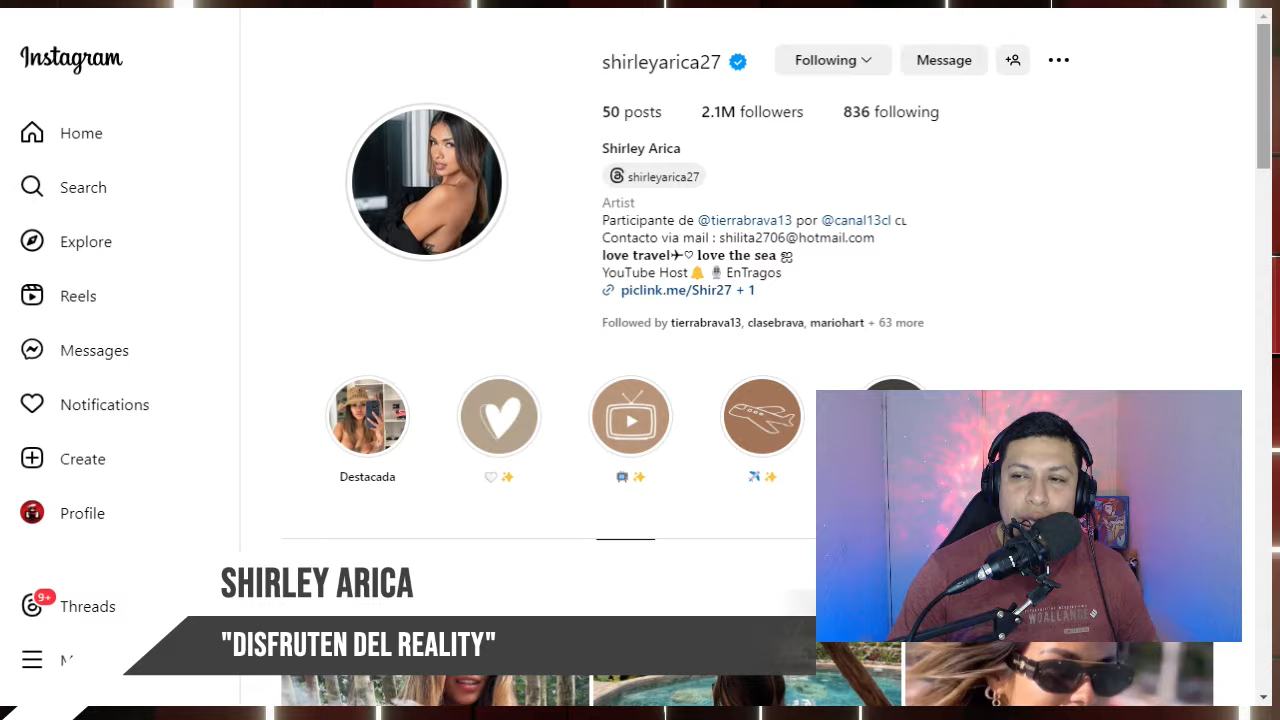 Instagram
Home
Search
Explore
Reels
Messages
Notifications
Create
Profile
9+
Threads
shirleyarica27
Following
Message
50 posts 2.1M followers 836 following
Shirley Arica
shirleyarica27
Artist
Participante de @tierrabrava13 por @canal13cl CL
Contacto via mail : shilita2706@hotmail.com
love travel✈♡ love the sea 🪼
YouTube Host🔔 🎙️ EnTragos
piclink.me/Shir27 + 1
Followed by tierrabrava13, clasebrava, mariohart + 63 more
Destacada
🤍✨
📺✨
✈️✨
SHIRLEY ARICA
"DISFRUTEN DEL REALITY"
WOALLANCE